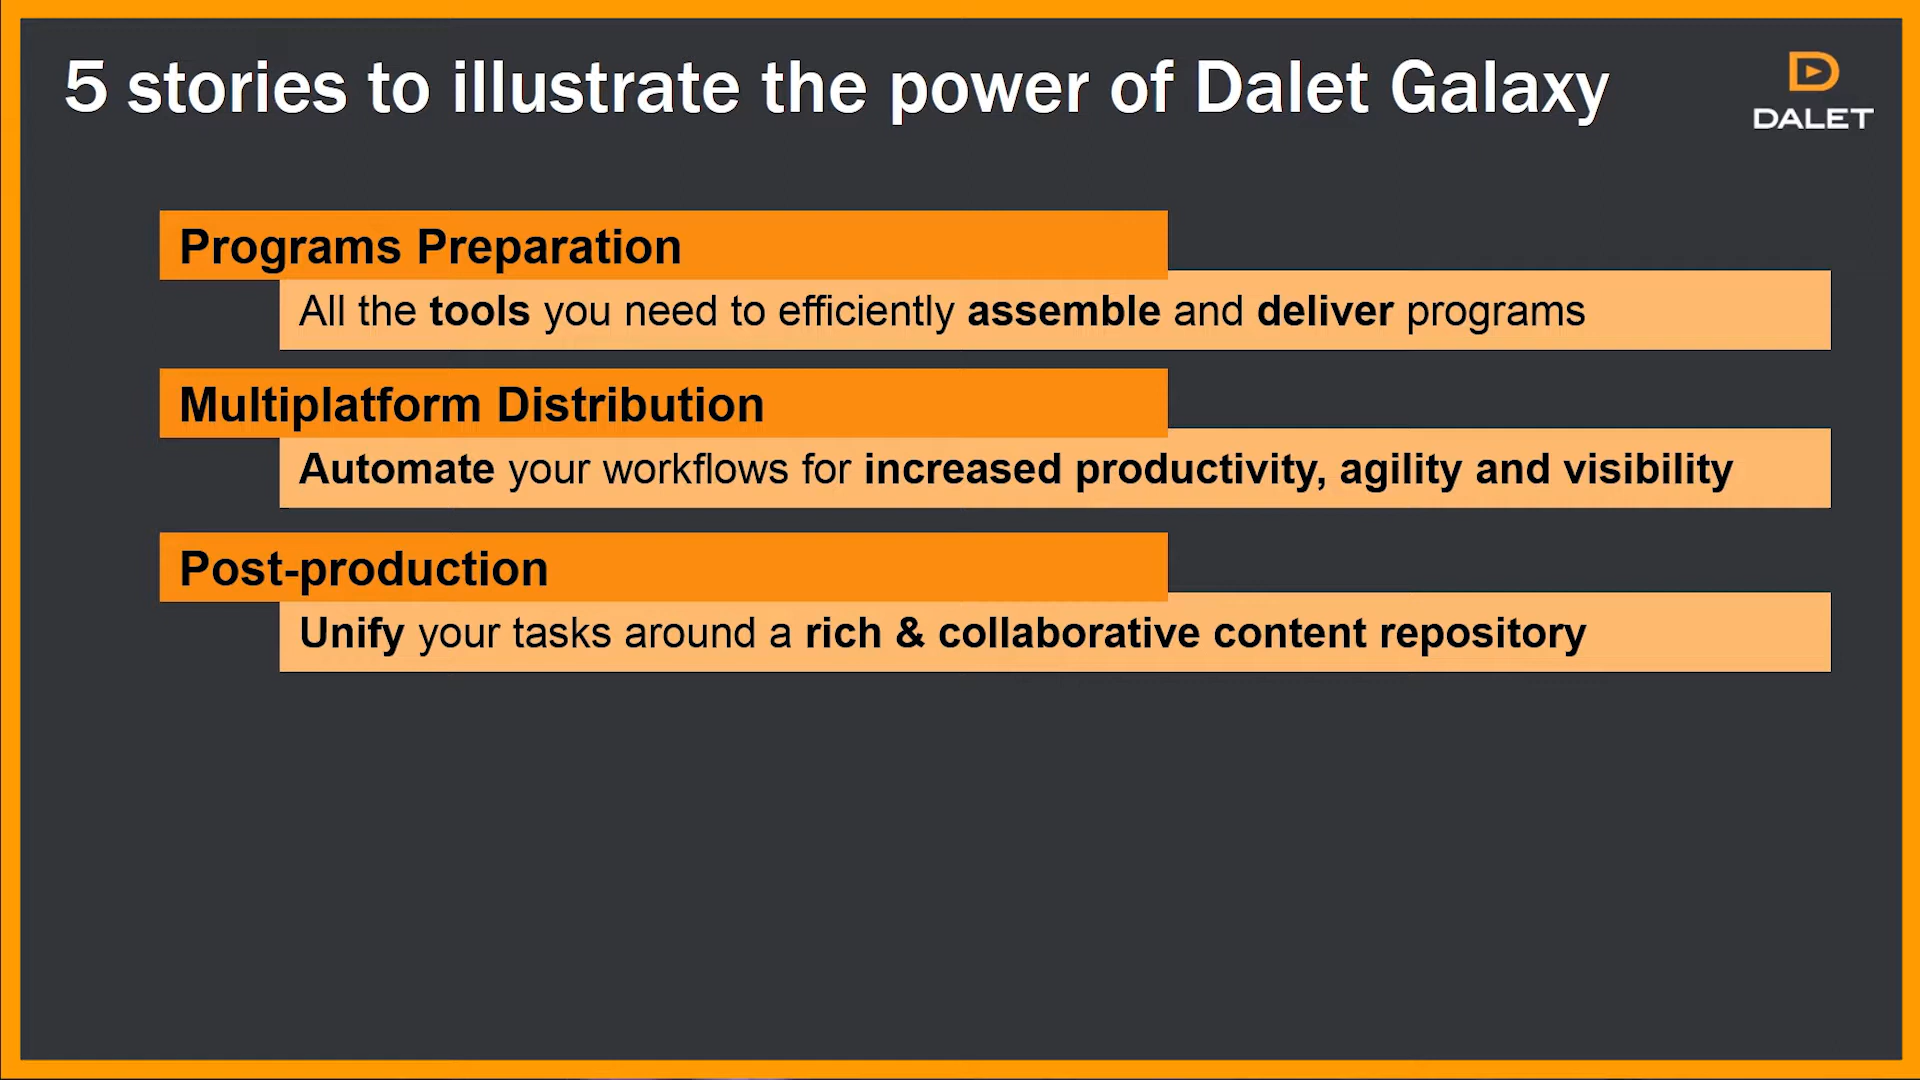 5 stories to illustrate the power of Dalet Galaxy
DALET
Programs Preparation
All the tools you need to efficiently assemble and deliver programs
Multiplatform Distribution
Automate your workflows for increased productivity, agility and visibility
Post-production
Unify your tasks around a rich & collaborative content repository